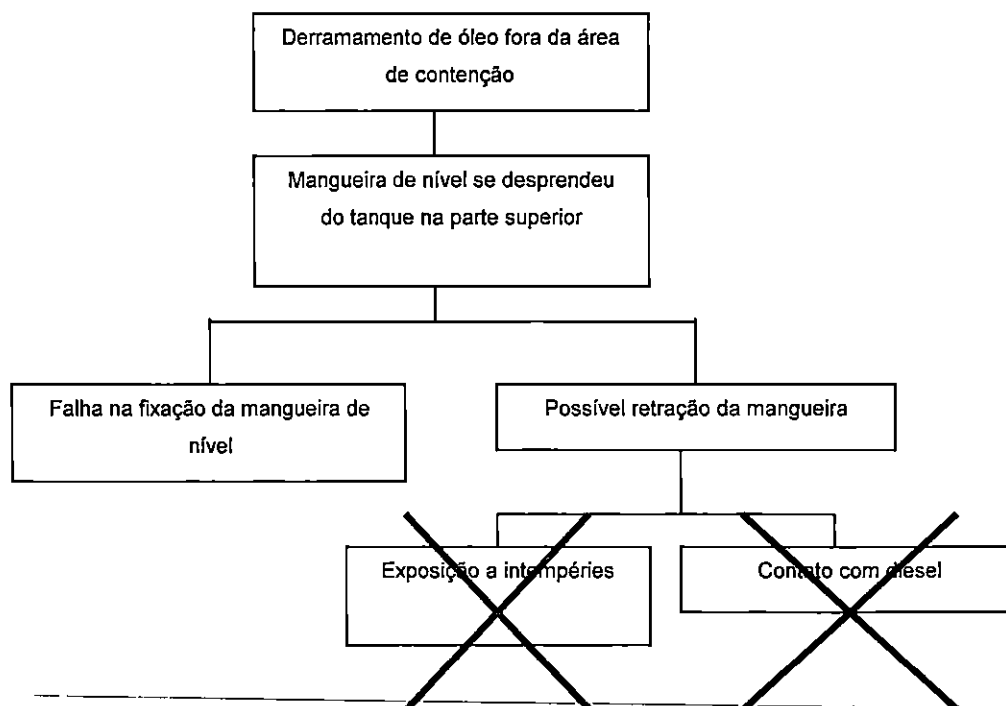 Derramamento de óleo fora da área
de contenção
Mangueira de nível se desprendeu
do tanque na parte superior
Falha na fixação da mangueira de
nível
Possível retração da mangueira
Exposição a intempéries
Contato com diesel